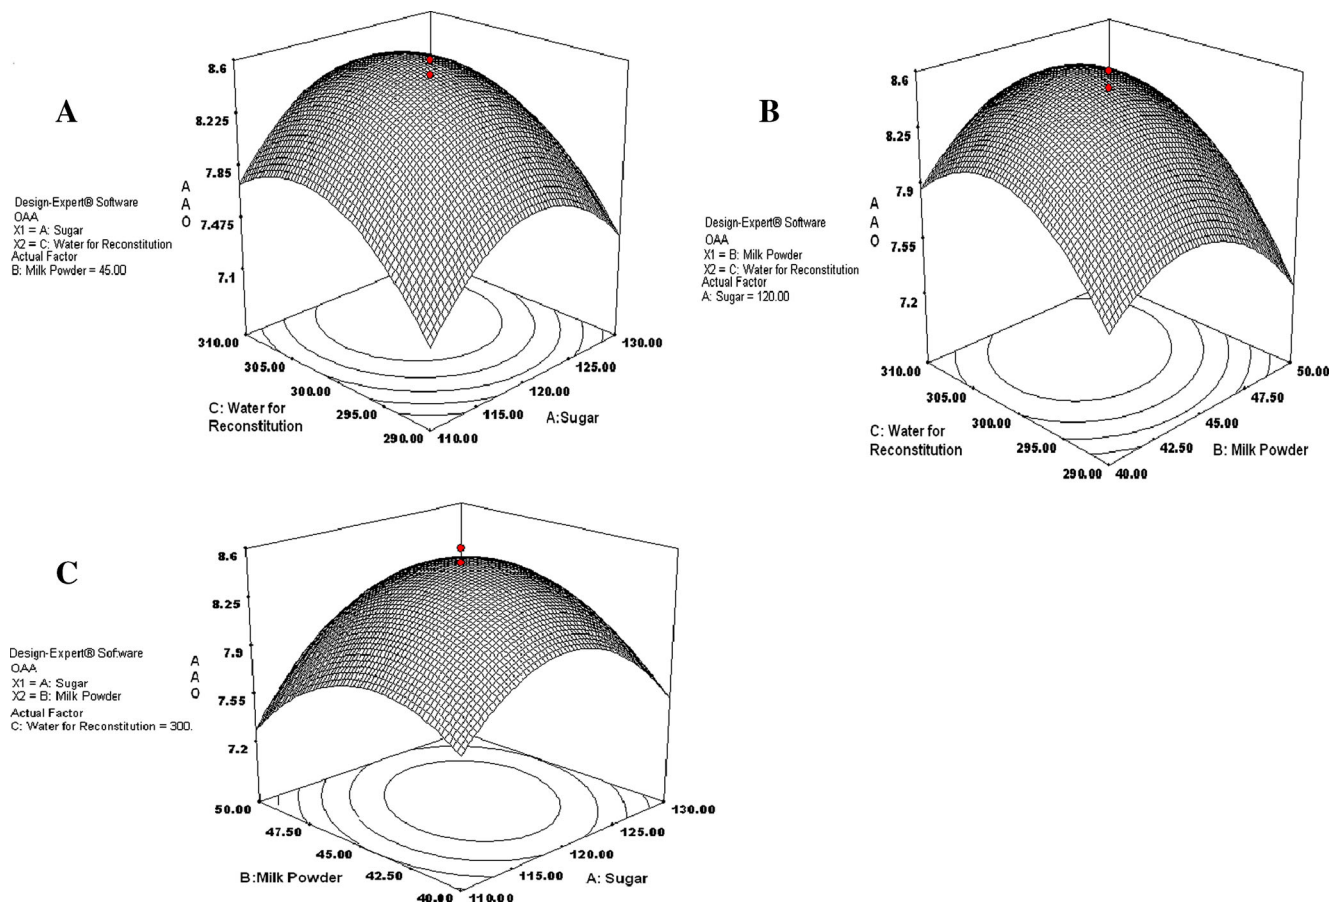 A
8.6
8.225
7.85
7.475
7.1
A
A
O
Design-Expert® Software
OAA
X1 = A: Sugar
X2 = C: Water for Reconstitution
Actual Factor
B: Milk Powder = 45.00
310.00
305.00
300.00
295.00
290.00
C: Water for
Reconstitution
110.00
115.00
120.00
125.00
130.00
A:Sugar
B
8.6
8.25
7.9
7.55
7.2
A
A
O
Design-Expert® Software
OAA
X1 = B: Milk Powder
X2 = C: Water for Reconstitution
Actual Factor
A: Sugar = 120.00
310.00
305.00
300.00
295.00
290.00
C: Water for
Reconstitution
40.00
42.50
45.00
47.50
50.00
B: Milk Powder
C
8.6
8.25
7.9
7.55
7.2
A
A
O
Design-Expert® Software
OAA
X1 = A: Sugar
X2 = B: Milk Powder
Actual Factor
C: Water for Reconstitution = 300.
50.00
47.50
45.00
42.50
40.00
B:Milk Powder
110.00
115.00
120.00
125.00
130.00
A: Sugar